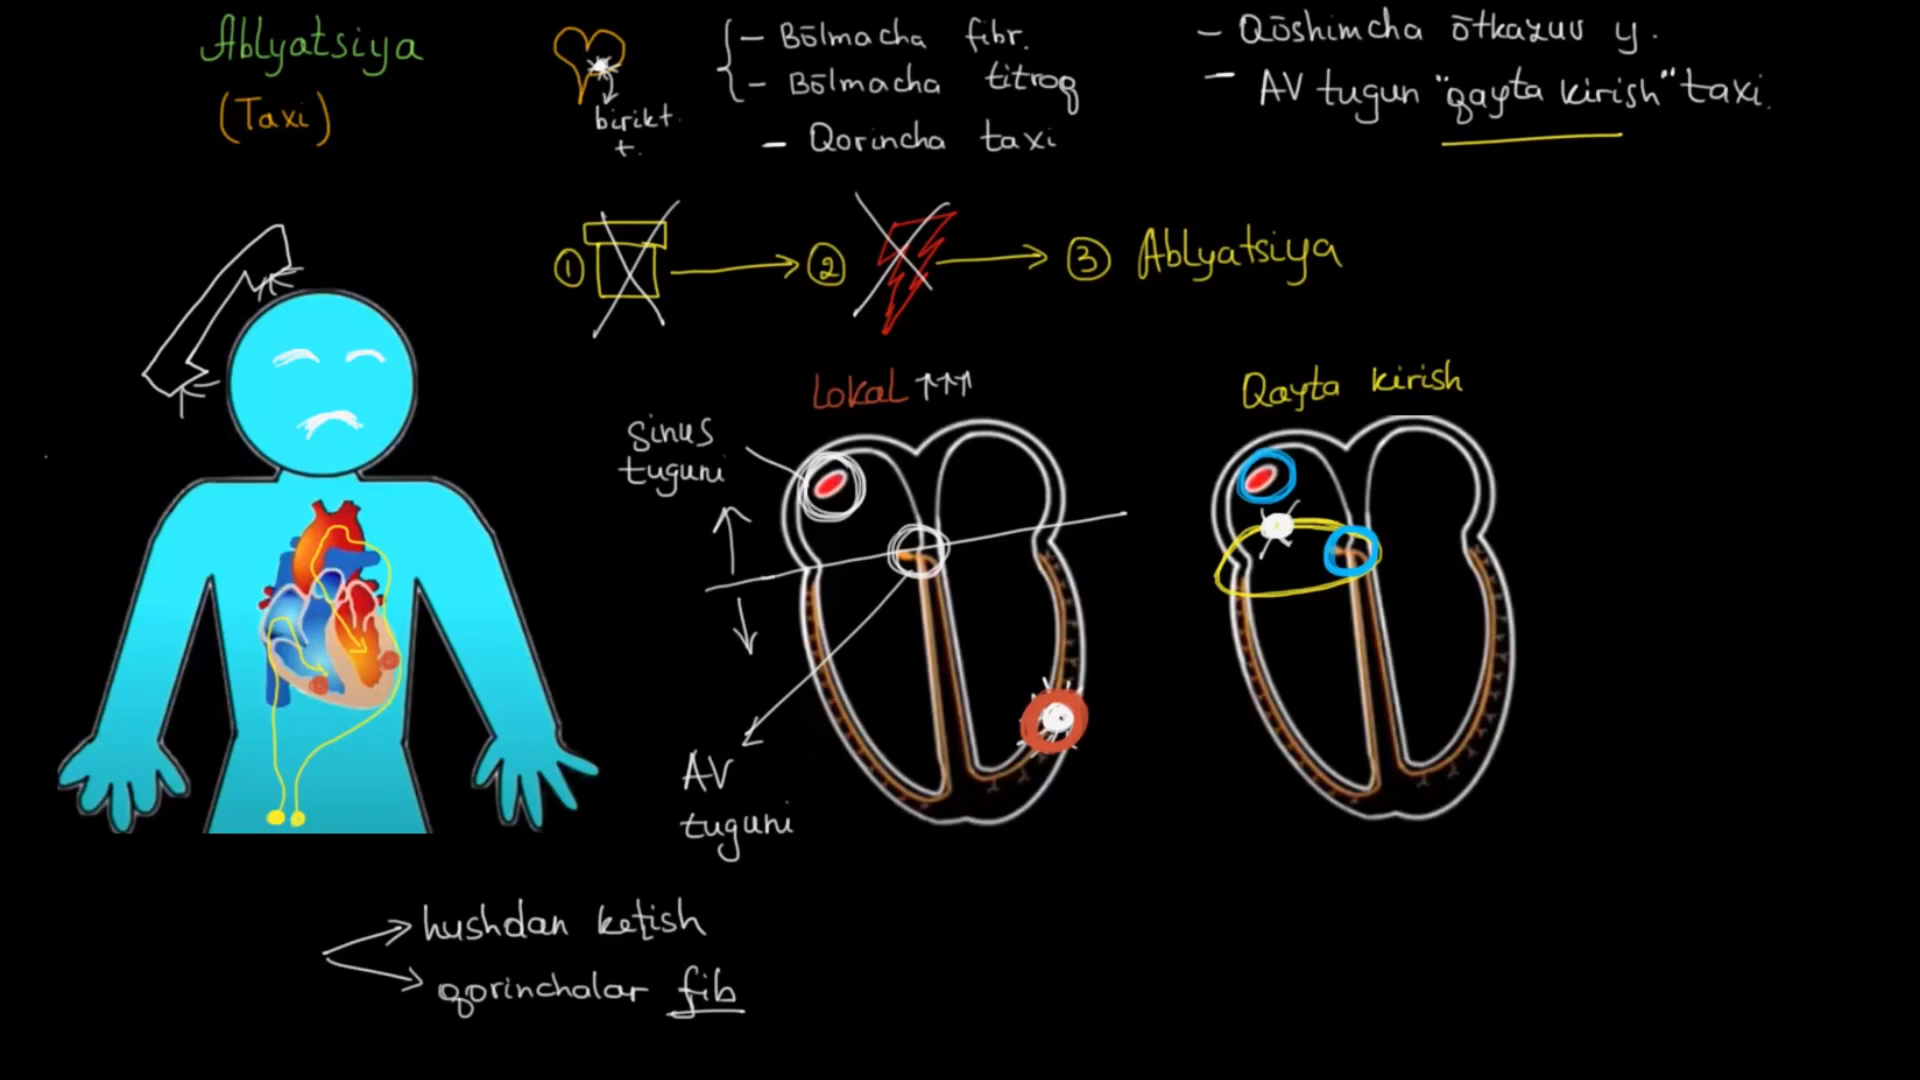 Ablyatsiya
(Taxi)
birikt.
t.
- Bōlmacha fibr.
- Bōlmacha titroq
- Qorincha taxi
- Qōshimcha ōtkazuv y.
- AV tugun "qayta kirish" taxi.
① → ② → ③ Ablyatsiya
Lokal ↑↑↑
Qayta kirish
Sinus
tuguni
AV
tuguni
hushdan ketish
qorinchalar fib